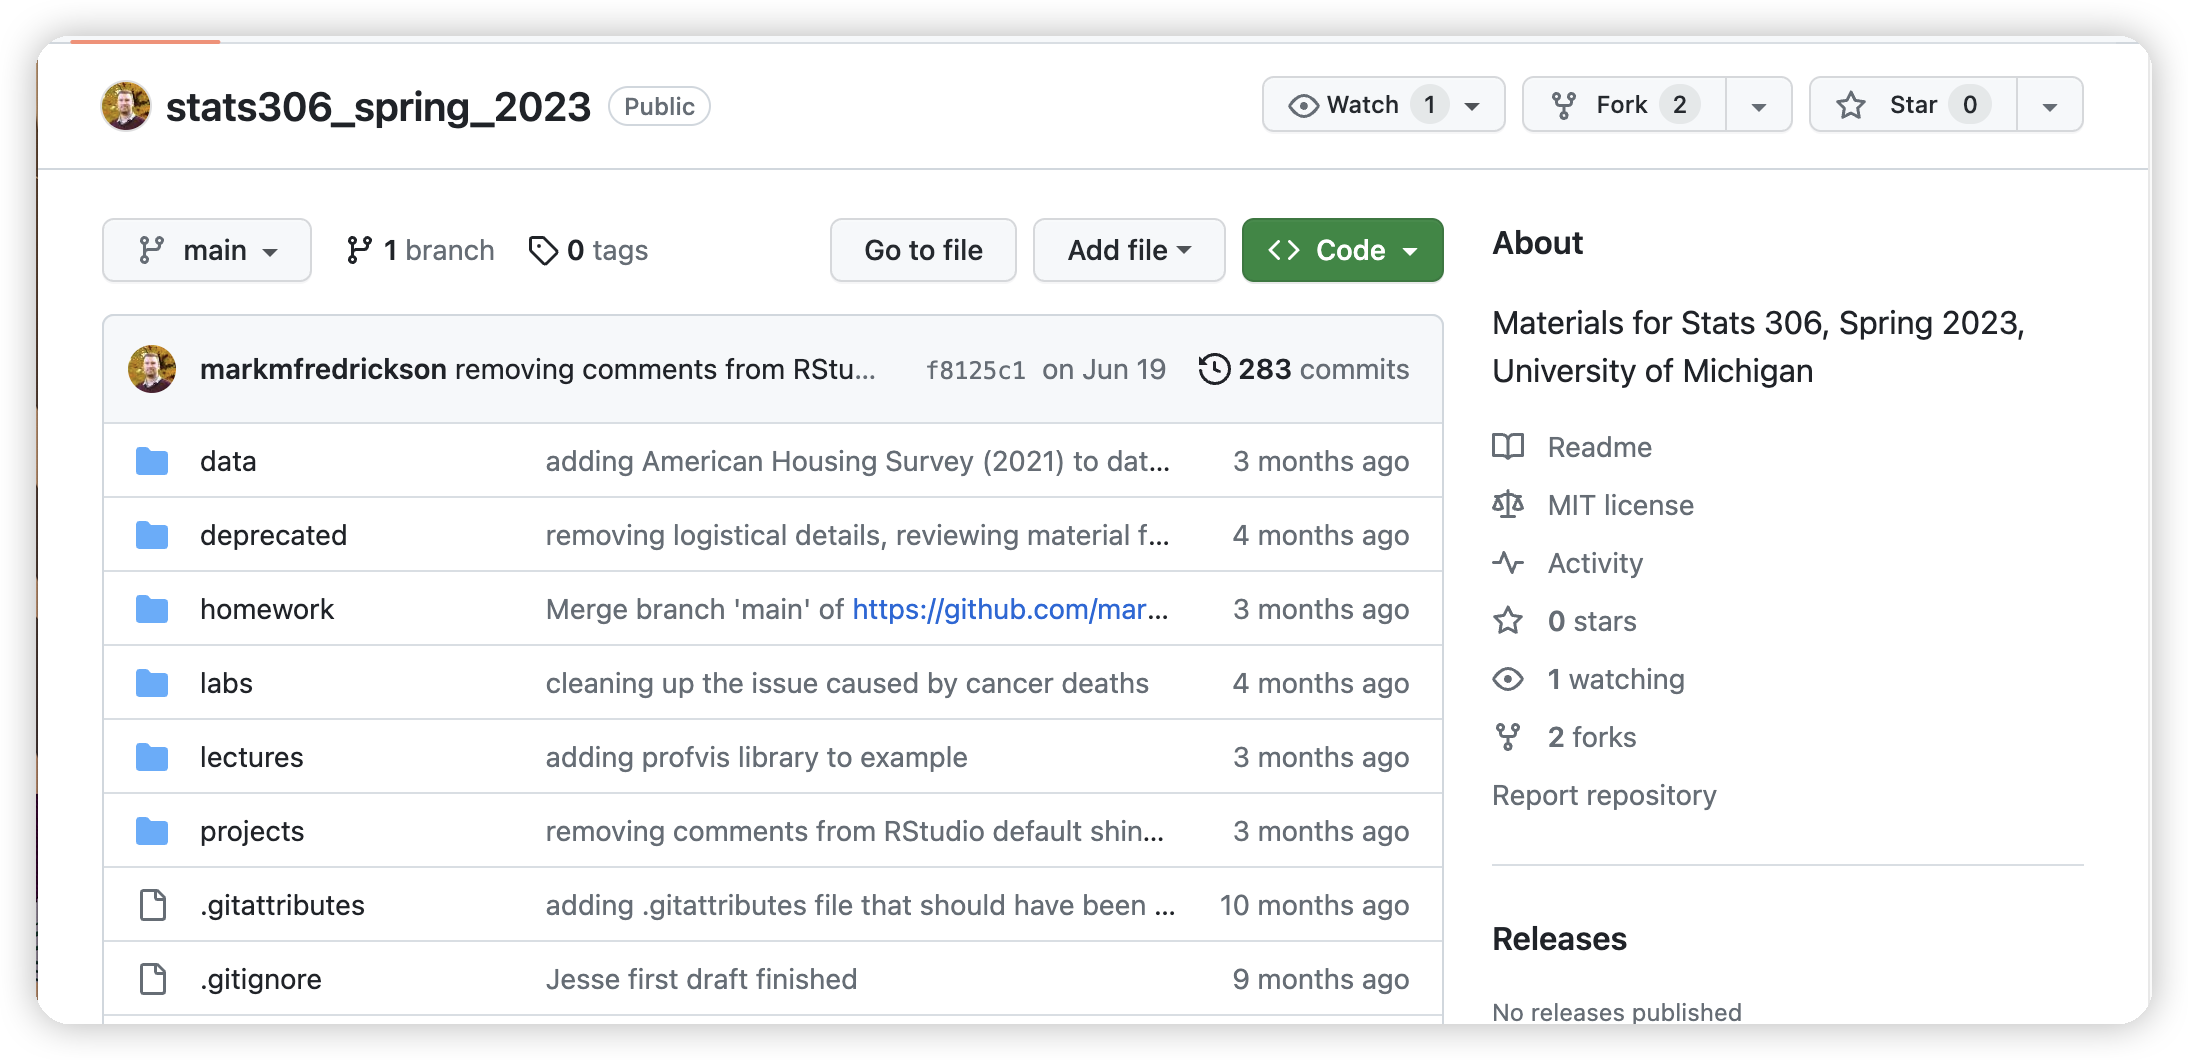 stats306_spring_2023 Public Watch 1 Fork 2 Star 0
main 1 branch 0 tags Go to file Add file Code
markmfredrickson removing comments from RStu... f8125c1 on Jun 19 283 commits
data adding American Housing Survey (2021) to dat... 3 months ago
deprecated removing logistical details, reviewing material f... 4 months ago
homework Merge branch 'main' of https://github.com/mar... 3 months ago
labs cleaning up the issue caused by cancer deaths 4 months ago
lectures adding profvis library to example 3 months ago
projects removing comments from RStudio default shin... 3 months ago
.gitattributes adding .gitattributes file that should have been ... 10 months ago
.gitignore Jesse first draft finished 9 months ago
About
Materials for Stats 306, Spring 2023,
University of Michigan
Readme
MIT license
Activity
0 stars
1 watching
2 forks
Report repository
Releases
No releases published